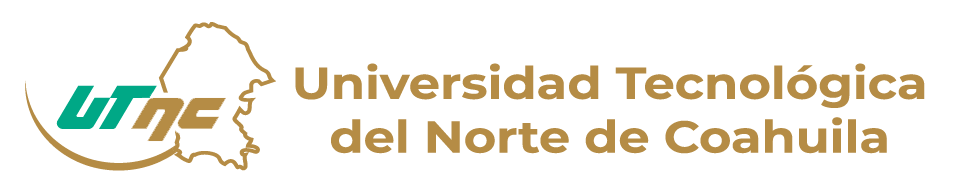 UTNC
Universidad Tecnológica
del Norte de Coahuila